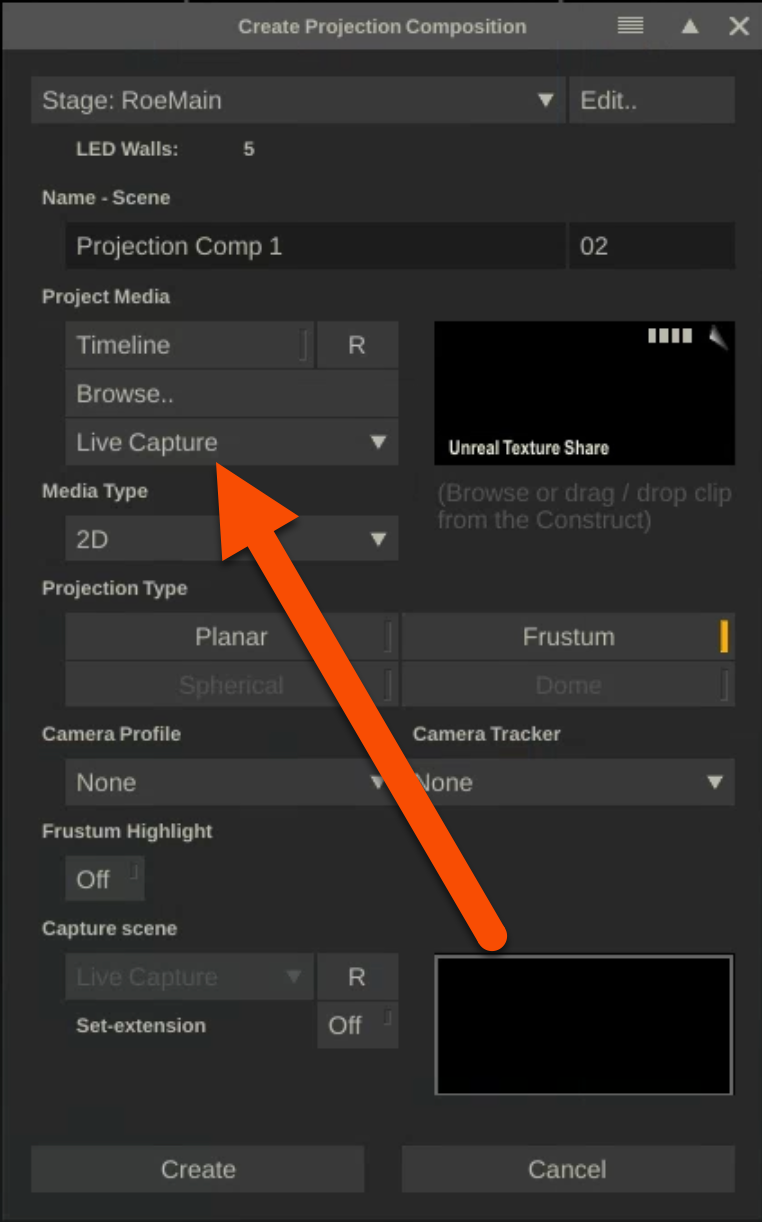 Create Projection Composition
Stage: RoeMain Edit..
LED Walls: 5
Name - Scene
Projection Comp 1 02
Project Media
Timeline R
Browse..
Live Capture
Unreal Texture Share
(Browse or drag / drop clip
from the Construct)
Media Type
2D
Projection Type
Planar Frustum
Spherical Dome
Camera Profile Camera Tracker
None None
Frustum Highlight
Off
Capture scene
Live Capture R
Set-extension Off
Create Cancel